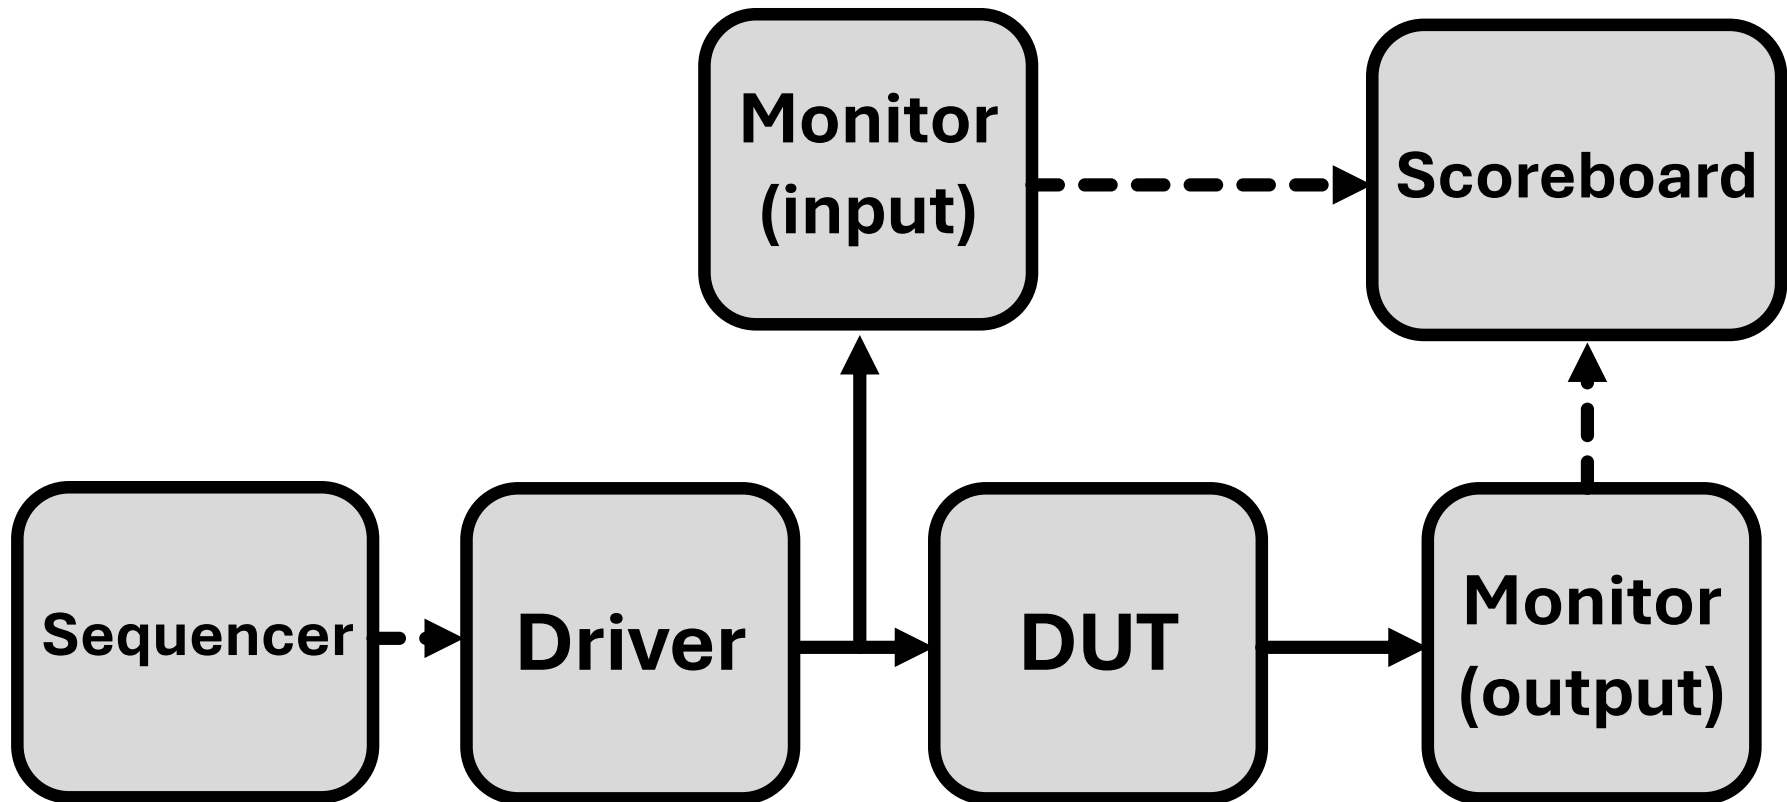 Monitor
(input)
Scoreboard
Sequencer
Driver
DUT
Monitor
(output)